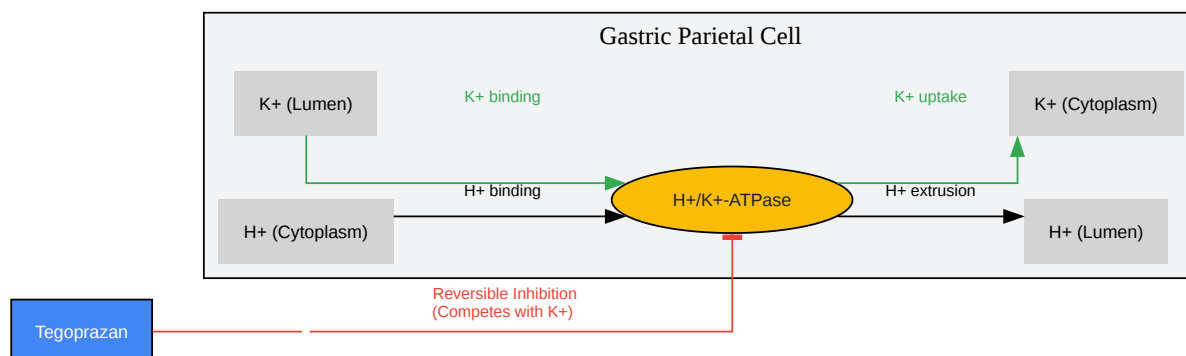 Gastric Parietal Cell
K+ (Lumen)
K+ binding
K+ uptake
K+ (Cytoplasm)
H+ binding
H+/K+-ATPase
H+ extrusion
H+ (Cytoplasm)
H+ (Lumen)
Reversible Inhibition
(Competes with K+)
Tegoprazan